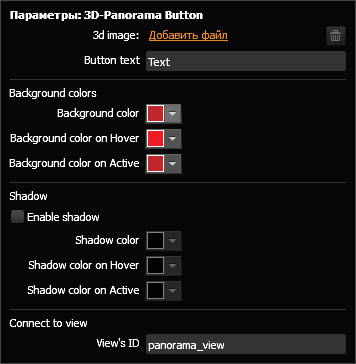 Параметры: 3D-Panorama Button
3d image: Добавить файл
Button text Text
Background colors
Background color
Background color on Hover
Background color on Active
Shadow
Enable shadow
Shadow color
Shadow color on Hover
Shadow color on Active
Connect to view
View's ID panorama_view